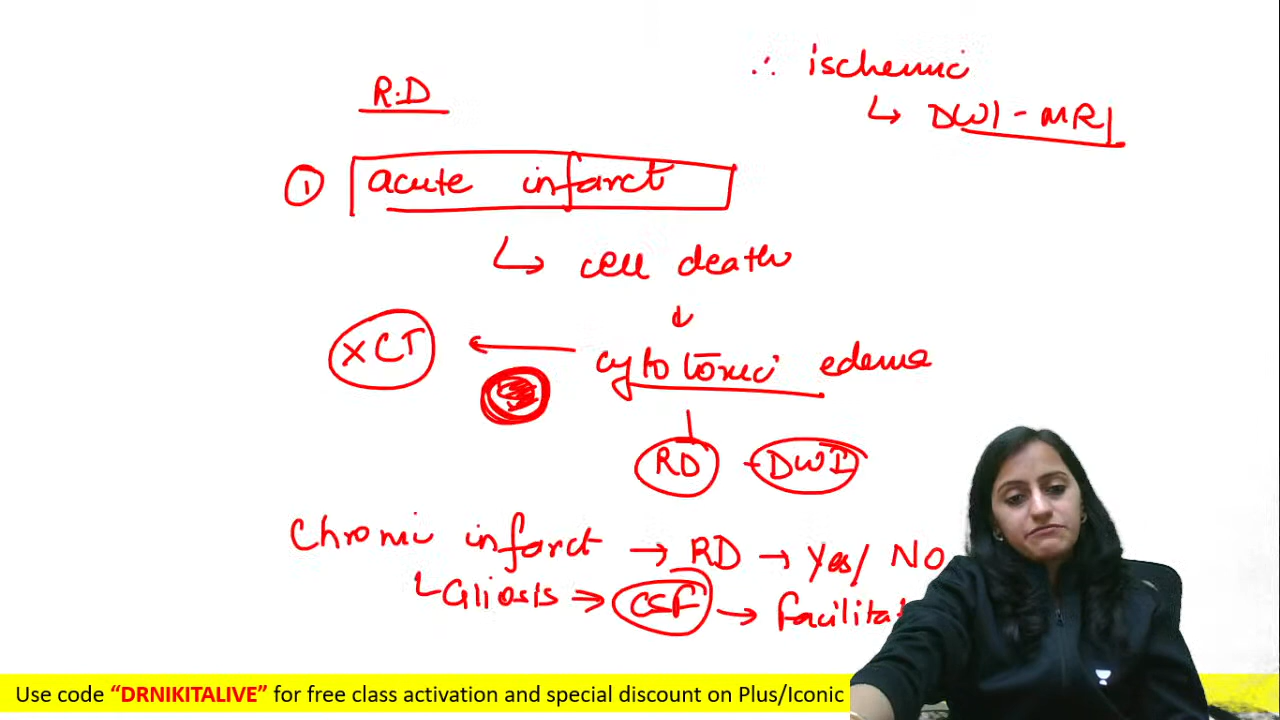 ∴ ischemic
↳ DWI - MRI
R.D
① acute infarct
↳ cell death
↓
XCT ← cytotoxic edema
RD - DWI
Chronic infarct → RD → Yes/ NO
↳ Gliosis → CSF → facilitat
Use code “DRNIKITALIVE” for free class activation and special discount on Plus/Iconic